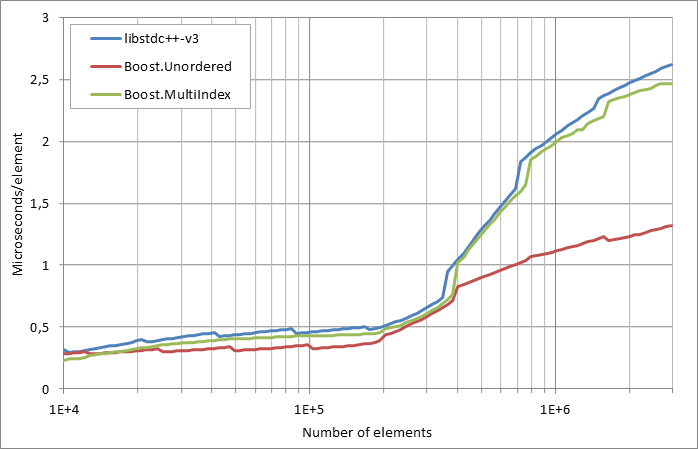 3
2,5
2
1,5
1
0,5
0
Microseconds/element
libstdc++-v3
Boost.Unordered
Boost.MultiIndex
1E+4
1E+5
1E+6
Number of elements